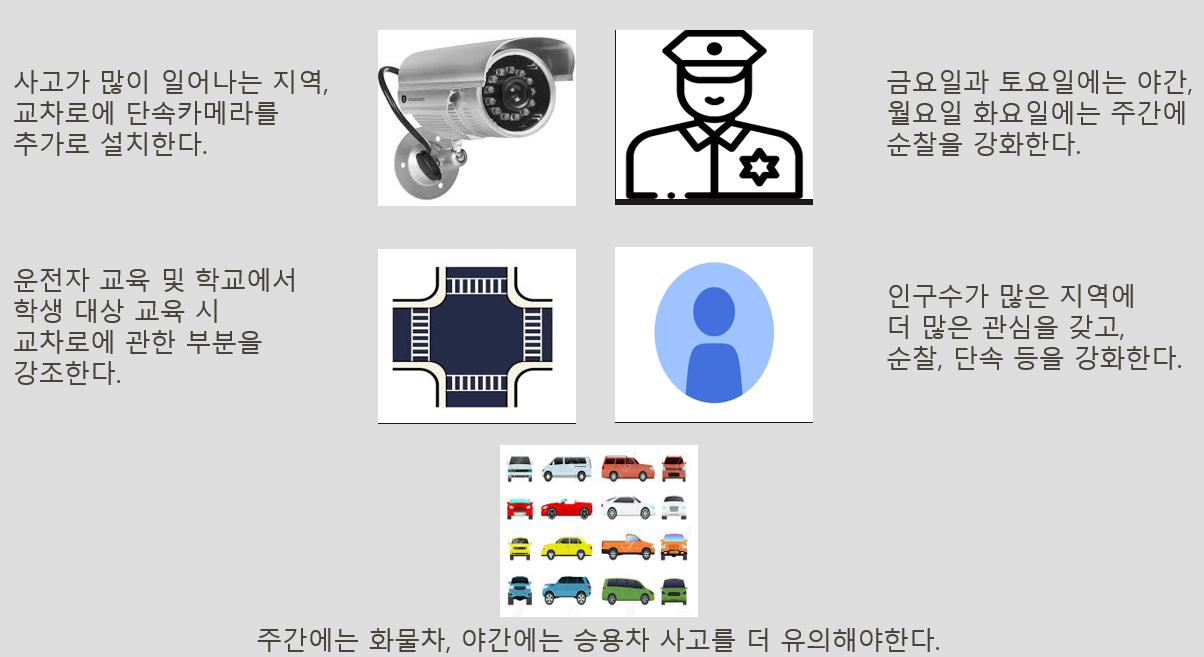 사고가 많이 일어나는 지역,
교차로에 단속카메라를
추가로 설치한다.
금요일과 토요일에는 야간,
월요일 화요일에는 주간에
순찰을 강화한다.
운전자 교육 및 학교에서
학생 대상 교육 시
교차로에 관한 부분을
강조한다.
인구수가 많은 지역에
더 많은 관심을 갖고,
순찰, 단속 등을 강화한다.
주간에는 화물차, 야간에는 승용차 사고를 더 유의해야한다.